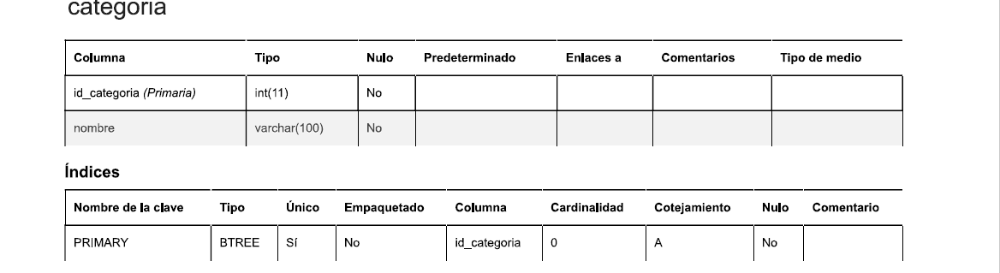 categoria
Columna Tipo Nulo Predeterminado Enlaces a Comentarios Tipo de medio
id_categoria (Primaria) int(11) No
nombre varchar(100) No
Índices
Nombre de la clave Tipo Único Empaquetado Columna Cardinalidad Cotejamiento Nulo Comentario
PRIMARY BTREE Sí No id_categoria 0 A No